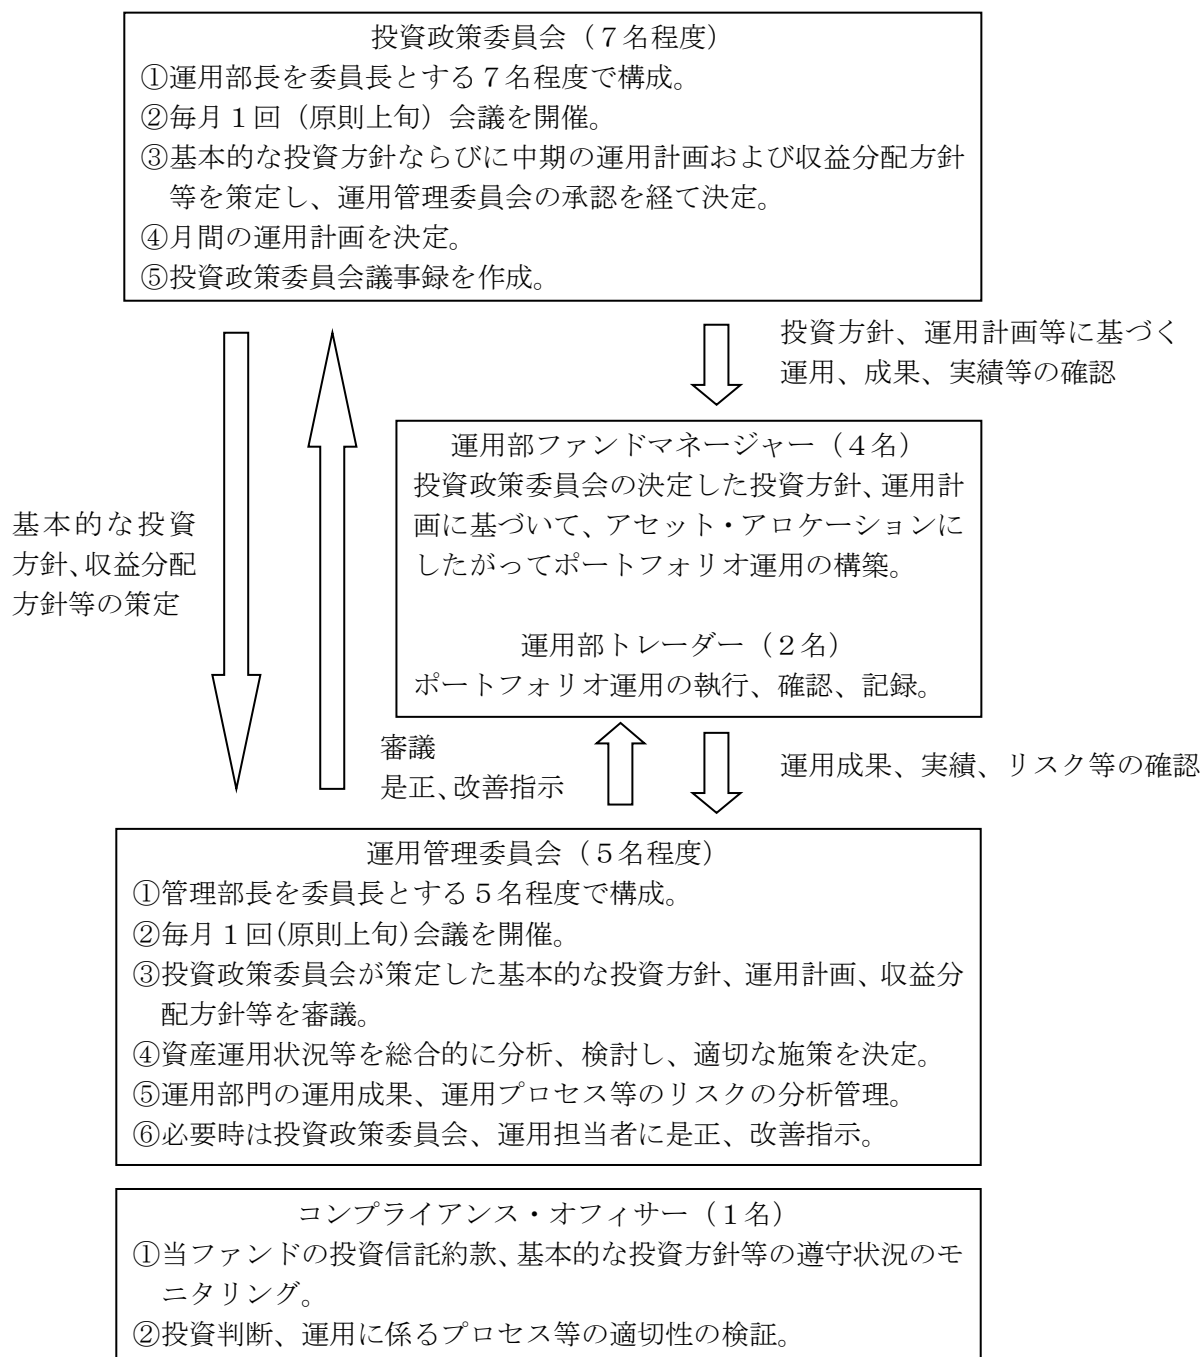 投資政策委員会（７名程度）
①運用部長を委員長とする７名程度で構成。
②毎月１回（原則上旬）会議を開催。
③基本的な投資方針ならびに中期の運用計画および収益分配方針
等を策定し、運用管理委員会の承認を経て決定。
④月間の運用計画を決定。
⑤投資政策委員会議事録を作成。
投資方針、運用計画等に基づく
運用、成果、実績等の確認
運用部ファンドマネージャー（４名）
投資政策委員会の決定した投資方針、運用計
画に基づいて、アセット・アロケーションに
したがってポートフォリオ運用の構築。
運用部トレーダー（２名）
ポートフォリオ運用の執行、確認、記録。
基本的な投資
方針、収益分配
方針等の策定
審議
是正、改善指示
運用成果、実績、リスク等の確認
運用管理委員会（５名程度）
①管理部長を委員長とする５名程度で構成。
②毎月１回(原則上旬)会議を開催。
③投資政策委員会が策定した基本的な投資方針、運用計画、収益分
配方針等を審議。
④資産運用状況等を総合的に分析、検討し、適切な施策を決定。
⑤運用部門の運用成果、運用プロセス等のリスクの分析管理。
⑥必要時は投資政策委員会、運用担当者に是正、改善指示。
コンプライアンス・オフィサー（１名）
①当ファンドの投資信託約款、基本的な投資方針等の遵守状況のモ
ニタリング。
②投資判断、運用に係るプロセス等の適切性の検証。